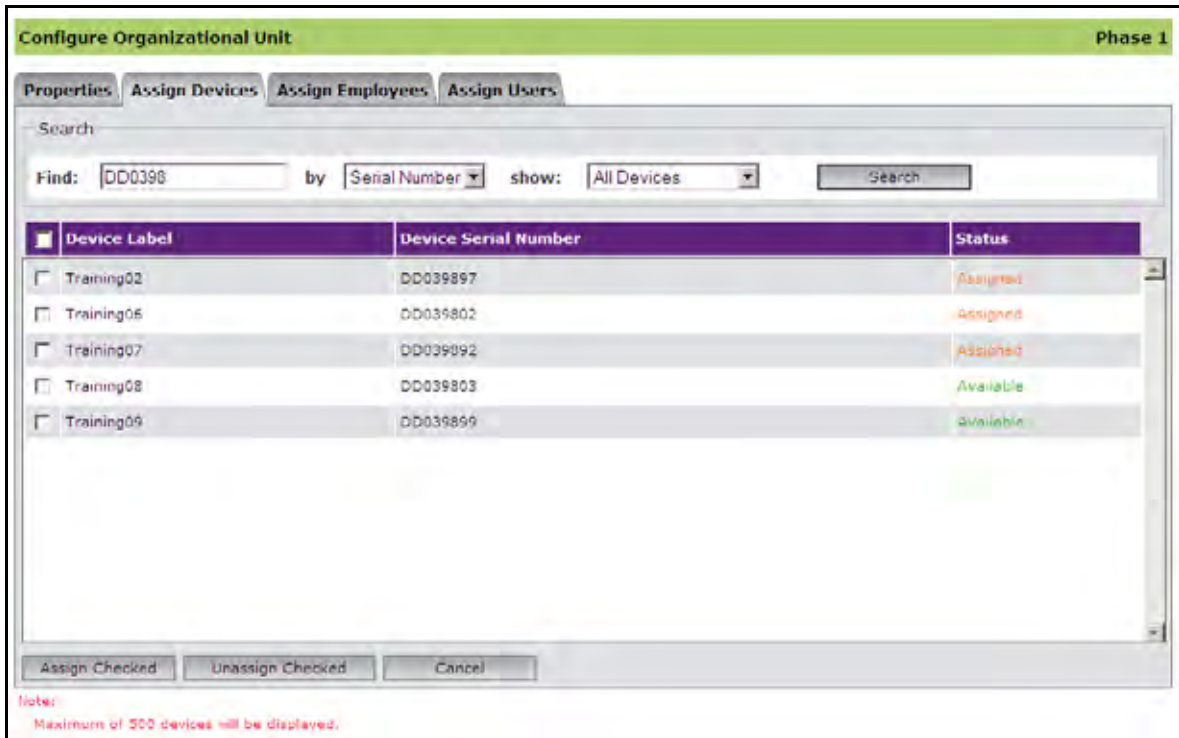 Configure Organizational Unit Phase 1
Properties Assign Devices Assign Employees Assign Users
Search
Find: DD0398 by Serial Number show: All Devices Search
Device Label Device Serial Number Status
Training02 DD039897 Assigned
Training06 DD039802 Assigned
Training07 DD039892 Assigned
Training08 DD039803 Available
Training09 DD039899 Available
Assign Checked Unassign Checked Cancel
Note:
Maximum of 500 devices will be displayed.